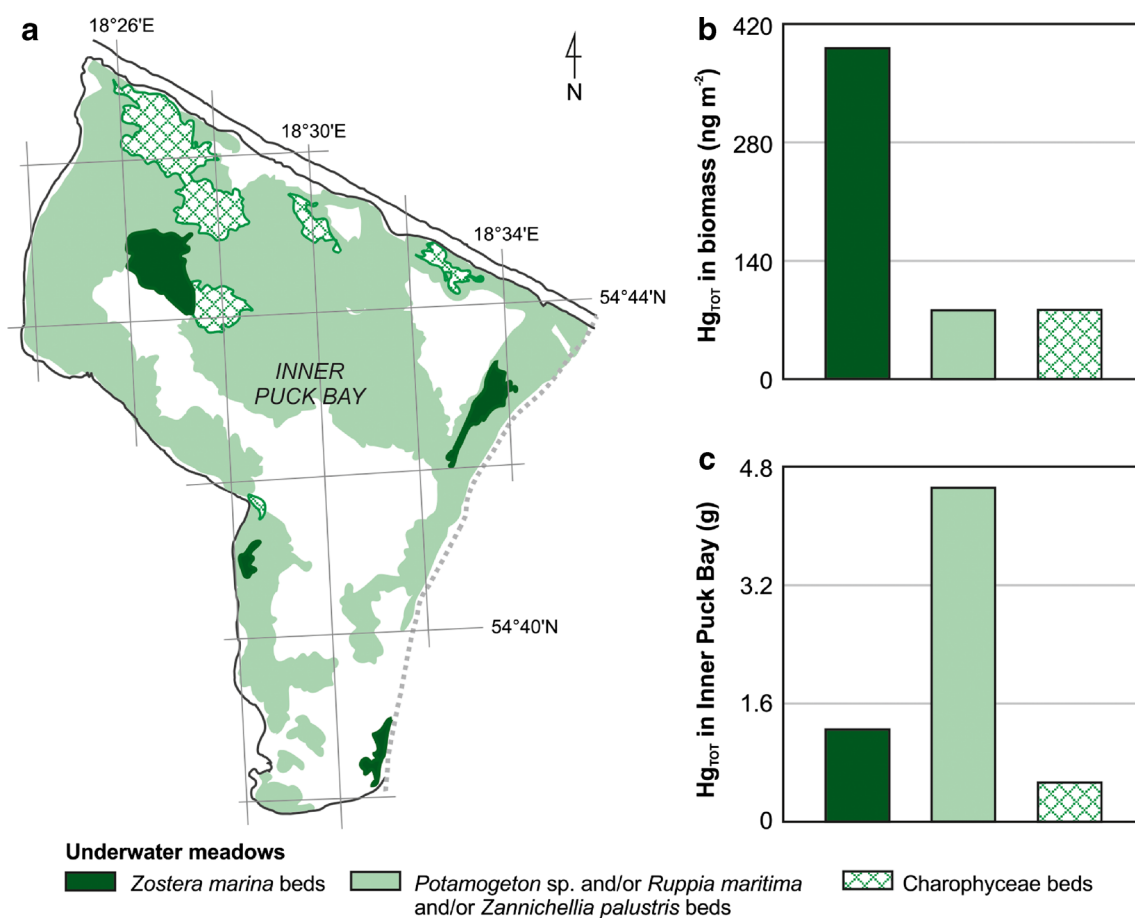 a
18°26'E
N
18°30'E
18°34'E
54°44'N
INNER
PUCK BAY
54°40'N
b
Hg_TOT in biomass (ng m⁻²)
420
280
140
0
c
Hg_TOT in Inner Puck Bay (g)
4.8
3.2
1.6
0
Underwater meadows
Zostera marina beds
Potamogeton sp. and/or Ruppia maritima
and/or Zannichellia palustris beds
Charophyceae beds